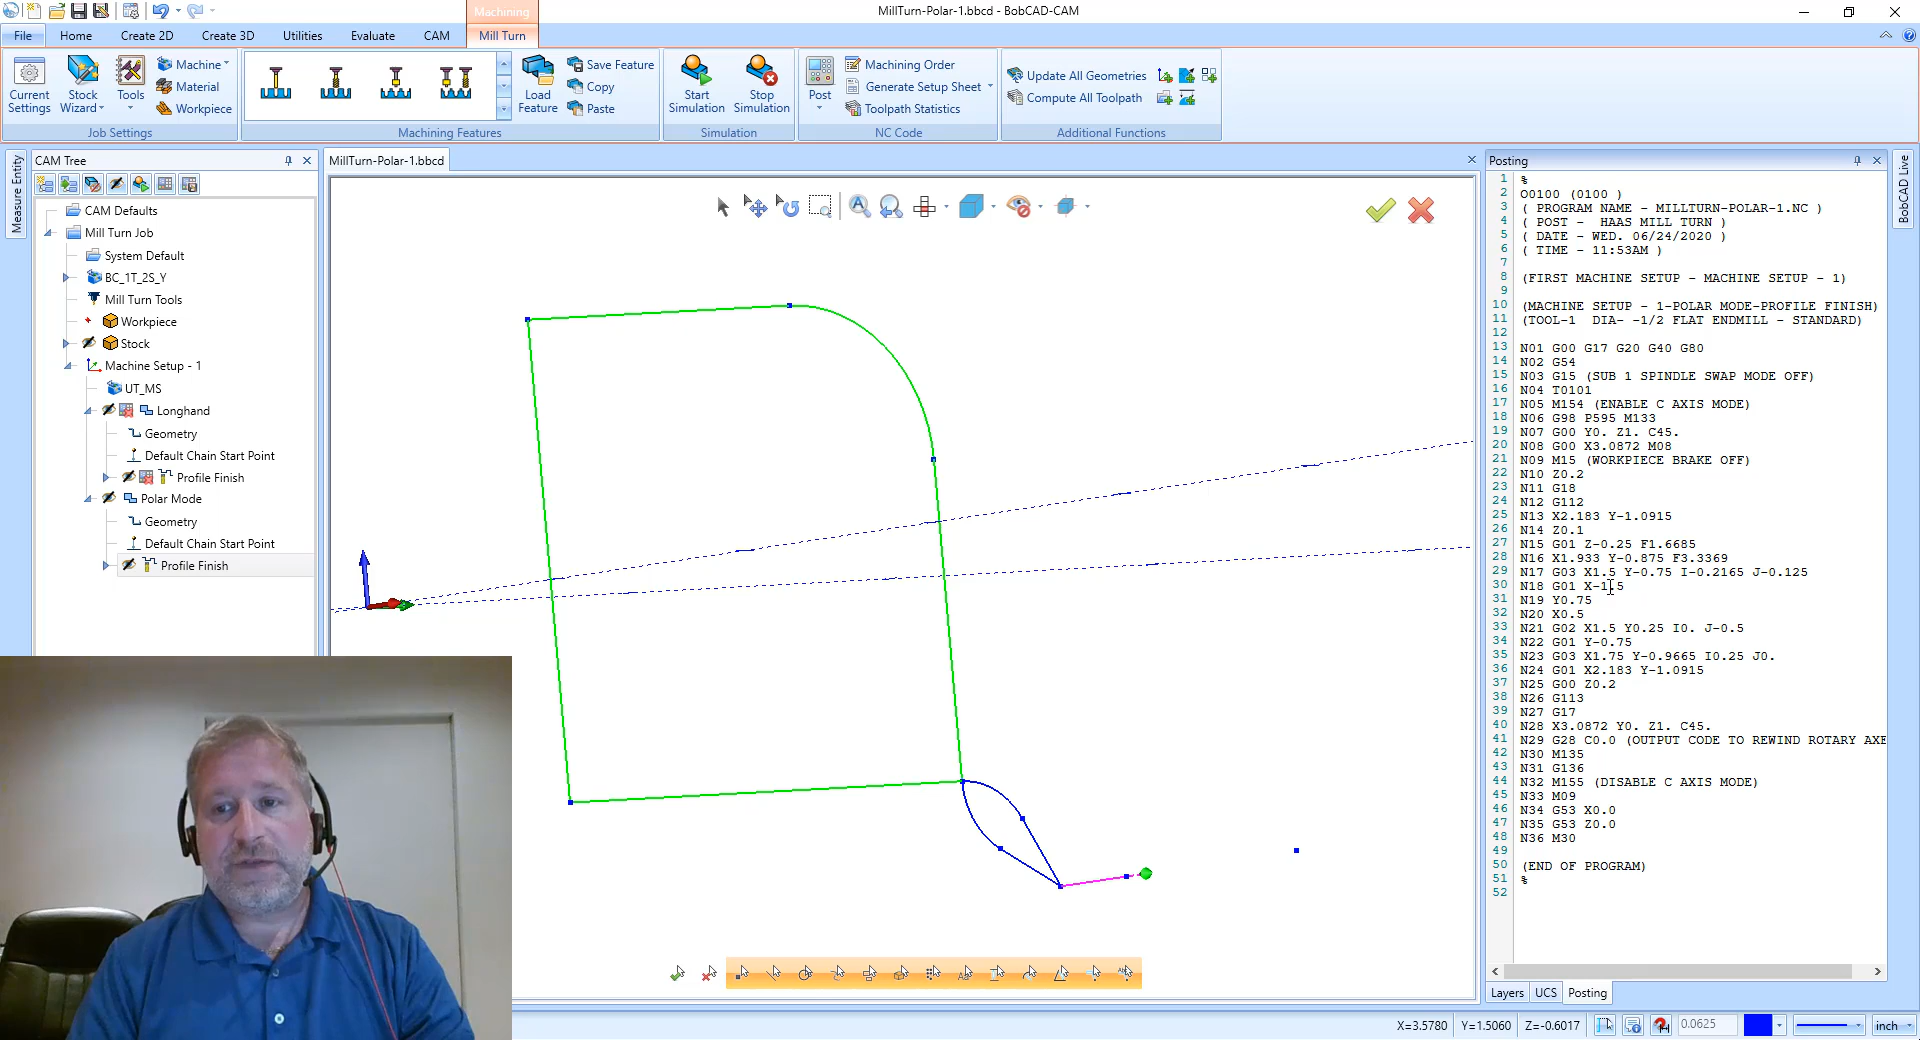 MillTurn-Polar-1.bbcd - BobCAD-CAM
Machining
File Home Create 2D Create 3D Utilities Evaluate CAM Mill Turn
Current Settings
Stock Wizard
Tools
Machine
Material
Workpiece
Job Settings
Load Feature
Save Feature
Copy
Paste
Machining Features
Start Simulation
Stop Simulation
Simulation
Post
Machining Order
Generate Setup Sheet
Toolpath Statistics
NC Code
Update All Geometries
Compute All Toolpath
Additional Functions
Measure Entity
CAM Tree
CAM Defaults
Mill Turn Job
System Default
BC_1T_2S_Y
Mill Turn Tools
Workpiece
Stock
Machine Setup - 1
UT_MS
Longhand
Geometry
Default Chain Start Point
Profile Finish
Polar Mode
Geometry
Default Chain Start Point
Profile Finish
MillTurn-Polar-1.bbcd
Posting
BobCAD Live
1 %
2 O0100 (0100 )
3 ( PROGRAM NAME - MILLTURN-POLAR-1.NC )
4 ( POST -  HAAS MILL TURN )
5 ( DATE - WED. 06/24/2020 )
6 ( TIME - 11:53AM )
7
8 (FIRST MACHINE SETUP - MACHINE SETUP - 1)
9
10 (MACHINE SETUP - 1-POLAR MODE-PROFILE FINISH)
11 (TOOL-1  DIA- -1/2 FLAT ENDMILL - STANDARD)
12
13 N01 G00 G17 G20 G40 G80
14 N02 G54
15 N03 G15 (SUB 1 SPINDLE SWAP MODE OFF)
16 N04 T0101
17 N05 M154 (ENABLE C AXIS MODE)
18 N06 G98 P595 M133
19 N07 G00 Y0. Z1. C45.
20 N08 G00 X3.0872 M08
21 N09 M15 (WORKPIECE BRAKE OFF)
22 N10 Z0.2
23 N11 G18
24 N12 G112
25 N13 X2.183 Y-1.0915
26 N14 Z0.1
27 N15 G01 Z-0.25 F1.6685
28 N16 X1.933 Y-0.875 F3.3369
29 N17 G03 X1.5 Y-0.75 I-0.2165 J-0.125
30 N18 G01 X-1.5
31 N19 Y0.75
32 N20 X0.5
33 N21 G02 X1.5 Y0.25 I0. J-0.5
34 N22 G01 Y-0.75
35 N23 G03 X1.75 Y-0.9665 I0.25 J0.
36 N24 G01 X2.183 Y-1.0915
37 N25 G00 Z0.2
38 N26 G113
39 N27 G17
40 N28 X3.0872 Y0. Z1. C45.
41 N29 G28 C0.0 (OUTPUT CODE TO REWIND ROTARY AXE
42 N30 M135
43 N31 G136
44 N32 M155 (DISABLE C AXIS MODE)
45 N33 M09
46 N34 G53 X0.0
47 N35 G53 Z0.0
48 N36 M30
49
50 (END OF PROGRAM)
51 %
52
Layers UCS Posting
X=3.5780 Y=1.5060 Z=-0.6017 0.0625 inch